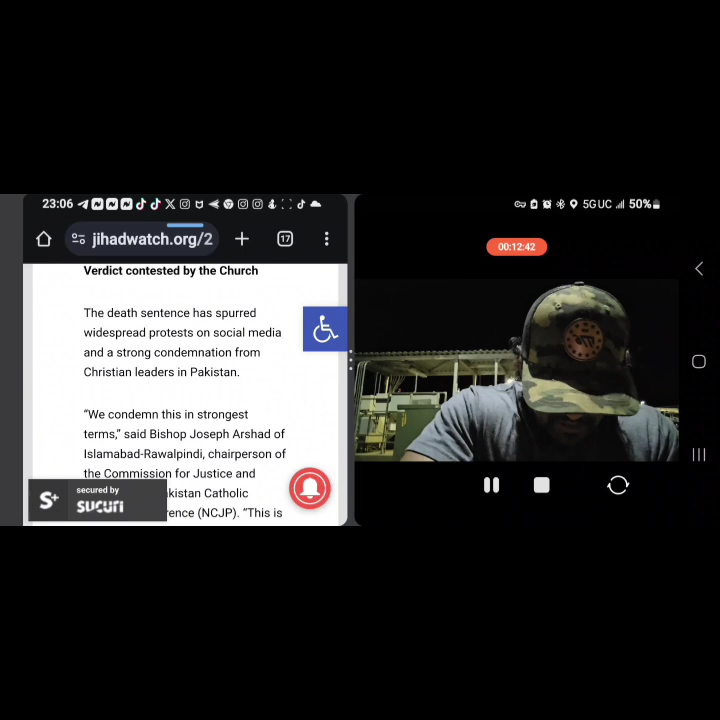 23:06
5GUC 50%
jihadwatch.org/2
17
00:12:42
Verdict contested by the Church
The death sentence has spurred
widespread protests on social media
and a strong condemnation from
Christian leaders in Pakistan.
“We condemn this in strongest
terms,” said Bishop Joseph Arshad of
Islamabad-Rawalpindi, chairperson of
the Commission for Justice and
akistan Catholic
rence (NCJP). “This is
S+ secured by
sucuri